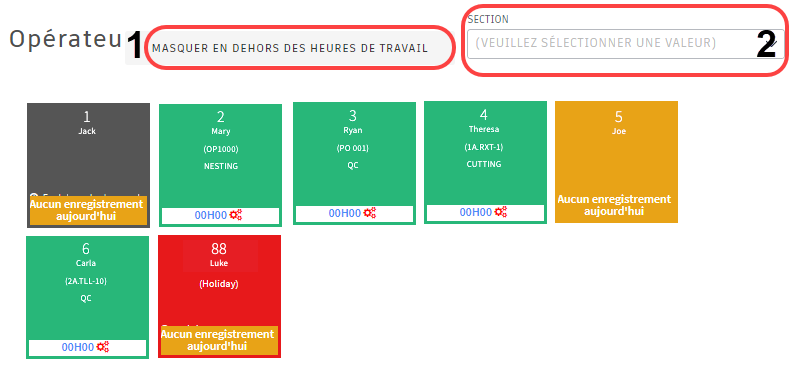 Opérateu
1
MASQUER EN DEHORS DES HEURES DE TRAVAIL
SECTION
(VEUILLEZ SÉLECTIONNER UNE VALEUR)
2
1
Jack
Aucun enregistrement
aujourd'hui
2
Mary
(OP1000)
NESTING
00H00
3
Ryan
(PO 001)
QC
00H00
4
Theresa
(1A.RXT-1)
CUTTING
00H00
5
Joe
Aucun enregistrement
aujourd'hui
6
Carla
(2A.TLL-10)
QC
00H00
88
Luke
(Holiday)
Aucun enregistrement
aujourd'hui